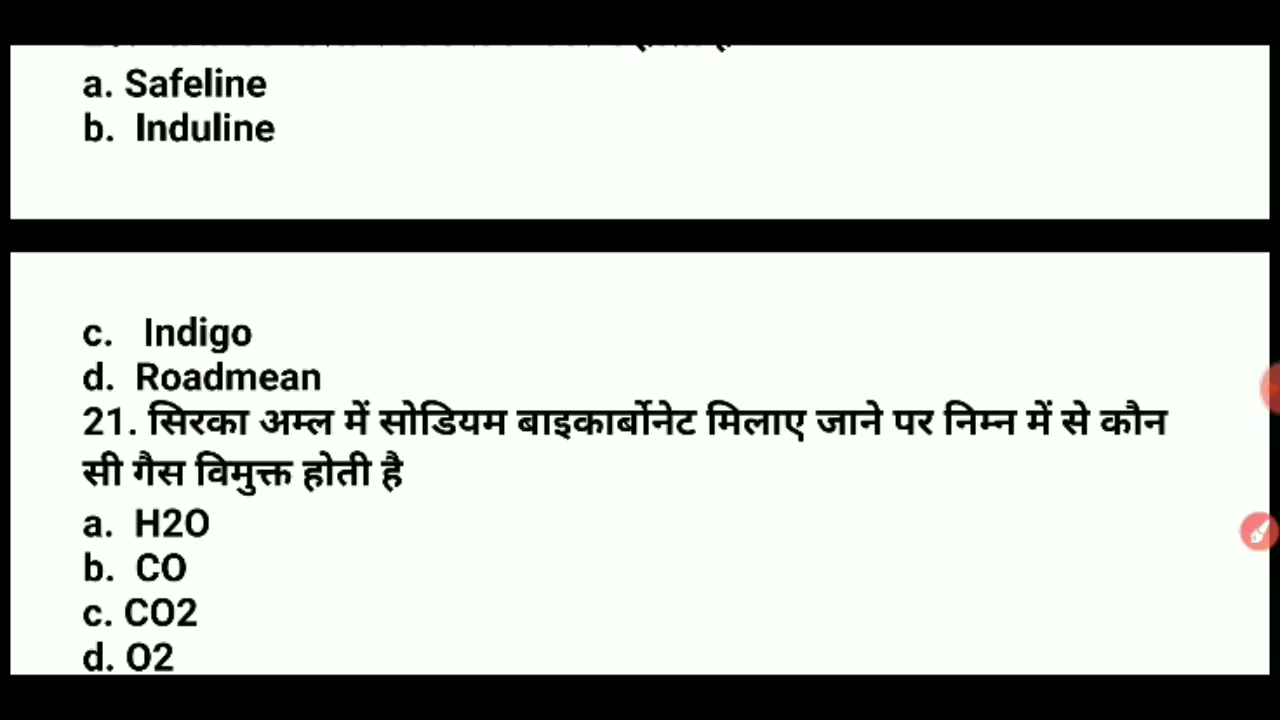 a. Safeline
b. Induline
c. Indigo
d. Roadmean
21. सिरका अम्ल में सोडियम बाइकार्बोनेट मिलाए जाने पर निम्न में से कौन
सी गैस विमुक्त होती है
a. H2O
b. CO
c. CO2
d. O2